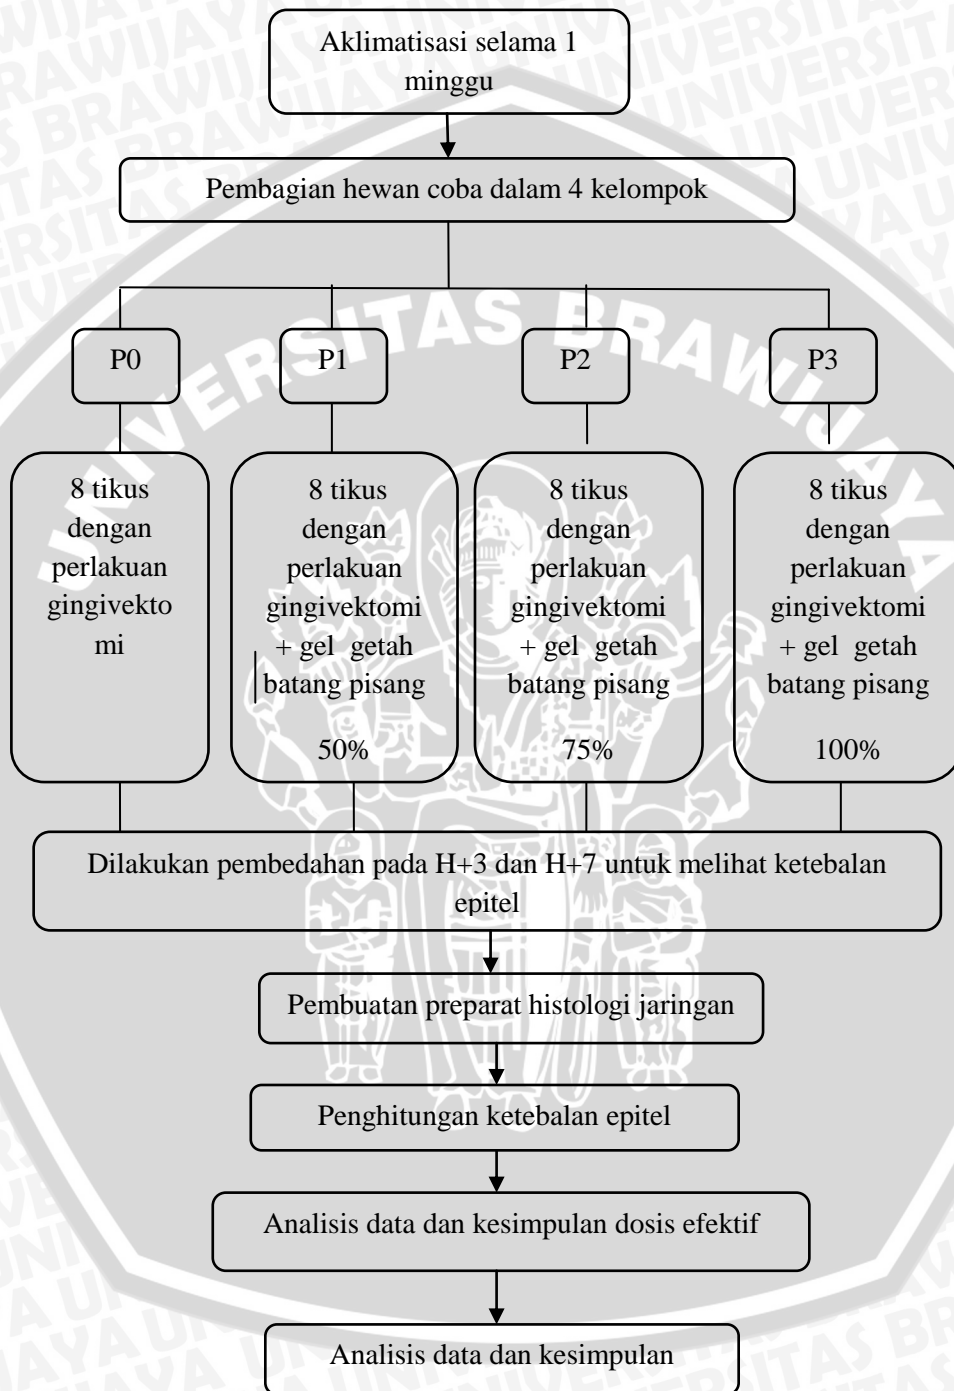 Aklimatisasi selama 1
minggu
Pembagian hewan coba dalam 4 kelompok
P0
P1
P2
P3
8 tikus
dengan
perlakuan
gingivekto
mi
8 tikus
dengan
perlakuan
gingivektomi
+ gel getah
batang pisang
50%
8 tikus
dengan
perlakuan
gingivektomi
+ gel getah
batang pisang
75%
8 tikus
dengan
perlakuan
gingivektomi
+ gel getah
batang pisang
100%
Dilakukan pembedahan pada H+3 dan H+7 untuk melihat ketebalan
epitel
Pembuatan preparat histologi jaringan
Penghitungan ketebalan epitel
Analisis data dan kesimpulan dosis efektif
Analisis data dan kesimpulan
UNIVERSITAS BRAWIJAYA